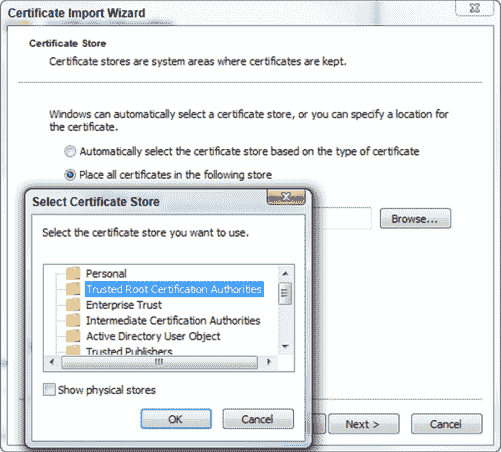 Certificate Import Wizard
Certificate Store
Certificate stores are system areas where certificates are kept.
Windows can automatically select a certificate store, or you can specify a location for
the certificate.
Automatically select the certificate store based on the type of certificate
Place all certificates in the following store
Browse...
Select Certificate Store
Select the certificate store you want to use.
Personal
Trusted Root Certification Authorities
Enterprise Trust
Intermediate Certification Authorities
Active Directory User Object
Trusted Publishers
Show physical stores
OK
Cancel
Next >
Cancel